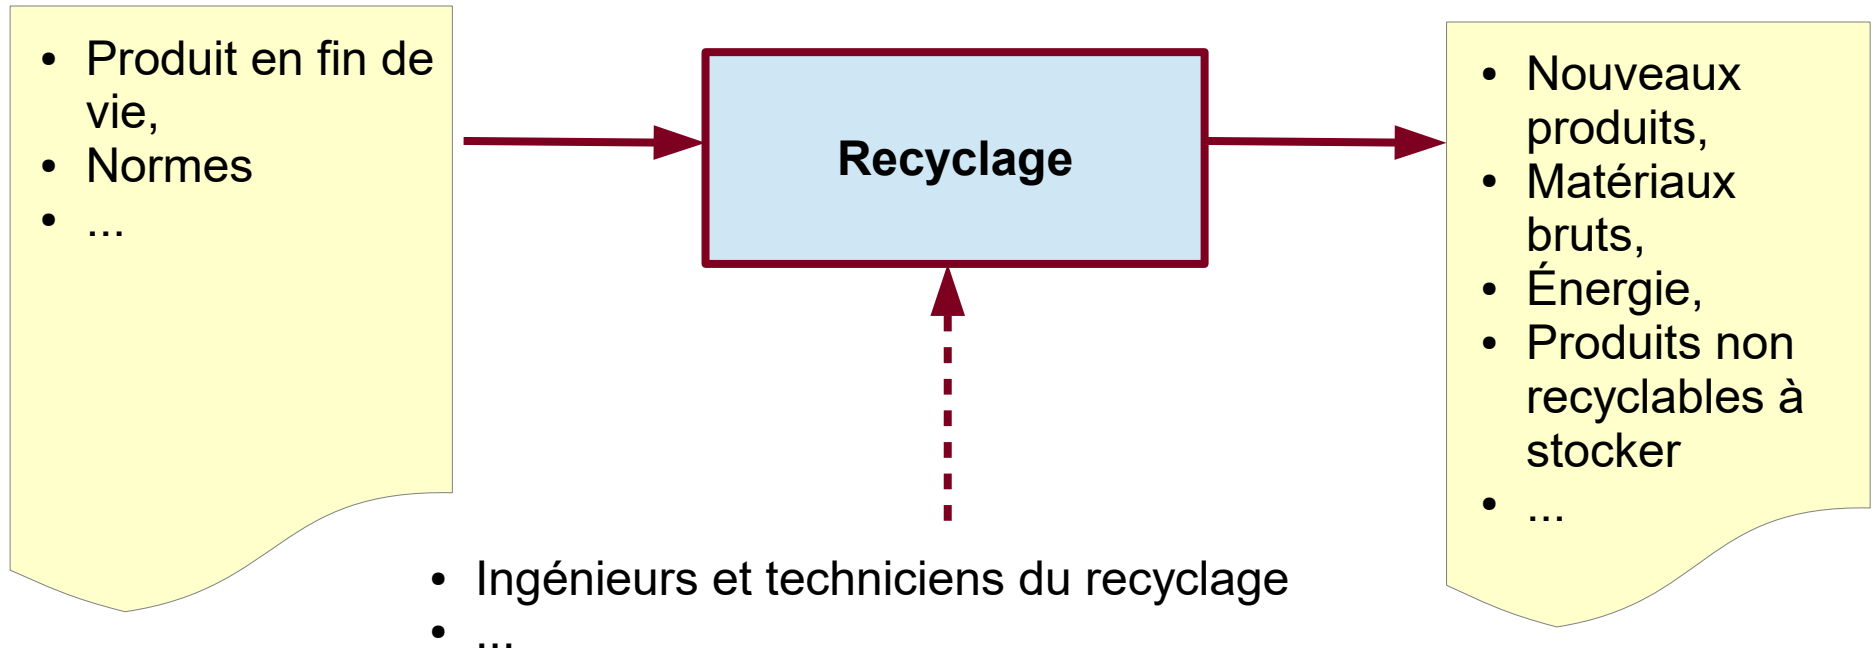 • Produit en fin de
vie,
• Normes
• ...
Recyclage
• Nouveaux
produits,
• Matériaux
bruts,
• Énergie,
• Produits non
recyclables à
stocker
• ...
• Ingénieurs et techniciens du recyclage
• ...